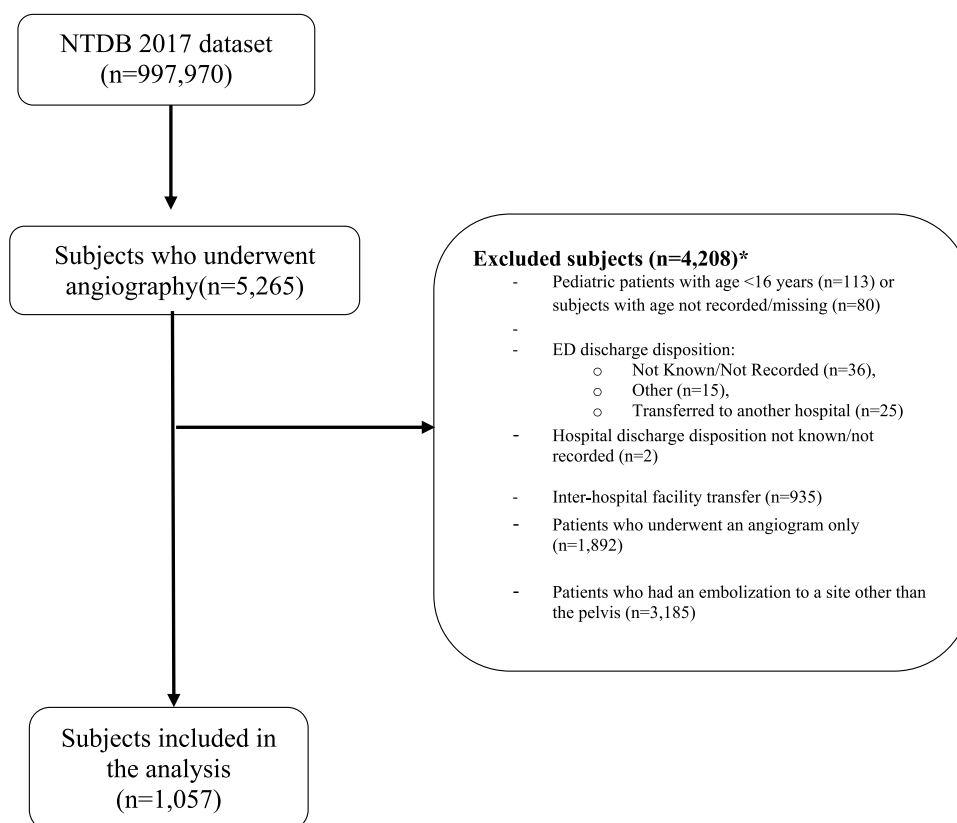 NTDB 2017 dataset
(n=997,970)
Subjects who underwent
angiography(n=5,265)
Excluded subjects (n=4,208)*
- Pediatric patients with age <16 years (n=113) or
subjects with age not recorded/missing (n=80)
-
- ED discharge disposition:
o Not Known/Not Recorded (n=36),
o Other (n=15),
o Transferred to another hospital (n=25)
- Hospital discharge disposition not known/not
recorded (n=2)
- Inter-hospital facility transfer (n=935)
- Patients who underwent an angiogram only
(n=1,892)
- Patients who had an embolization to a site other than
the pelvis (n=3,185)
Subjects included in
the analysis
(n=1,057)